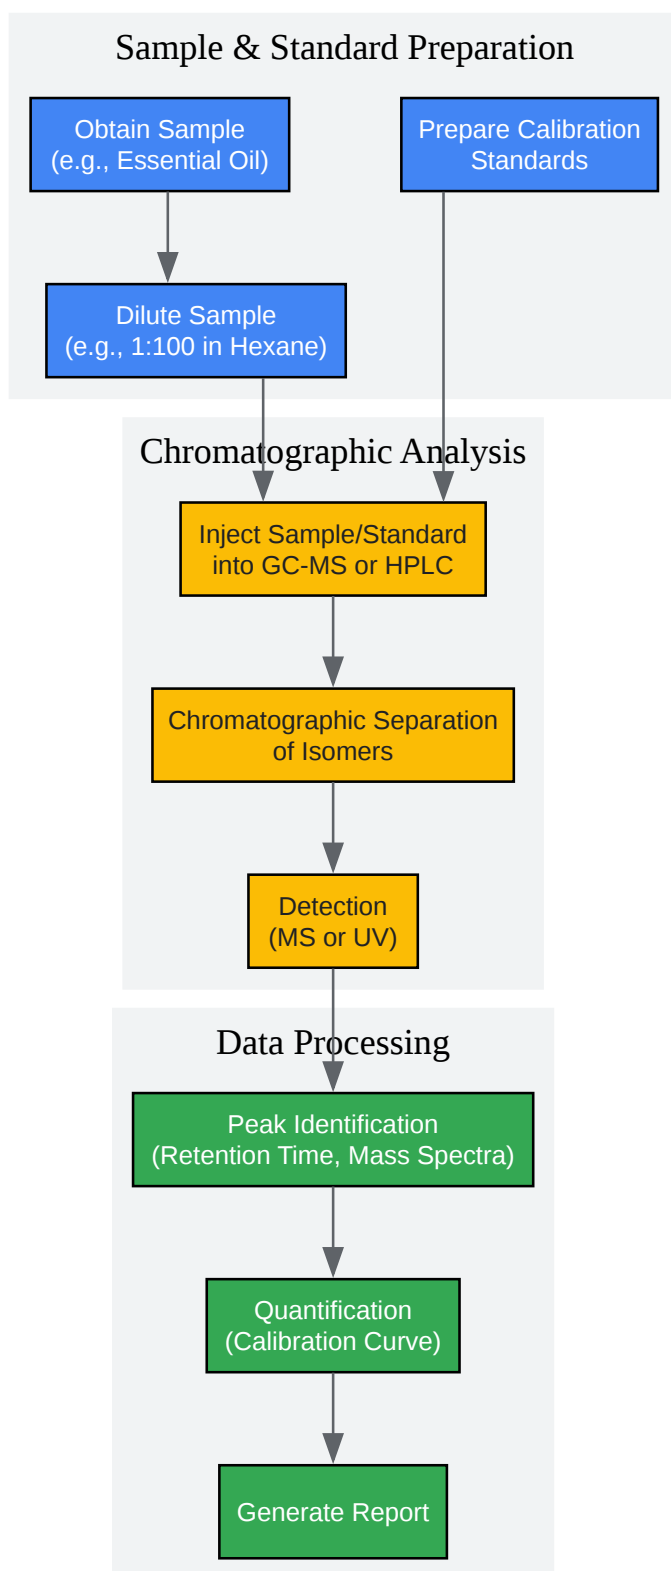 Sample & Standard Preparation
Obtain Sample
(e.g., Essential Oil)
Prepare Calibration
Standards
Dilute Sample
(e.g., 1:100 in Hexane)
Chromatographic Analysis
Inject Sample/Standard
into GC-MS or HPLC
Chromatographic Separation
of Isomers
Detection
(MS or UV)
Data Processing
Peak Identification
(Retention Time, Mass Spectra)
Quantification
(Calibration Curve)
Generate Report